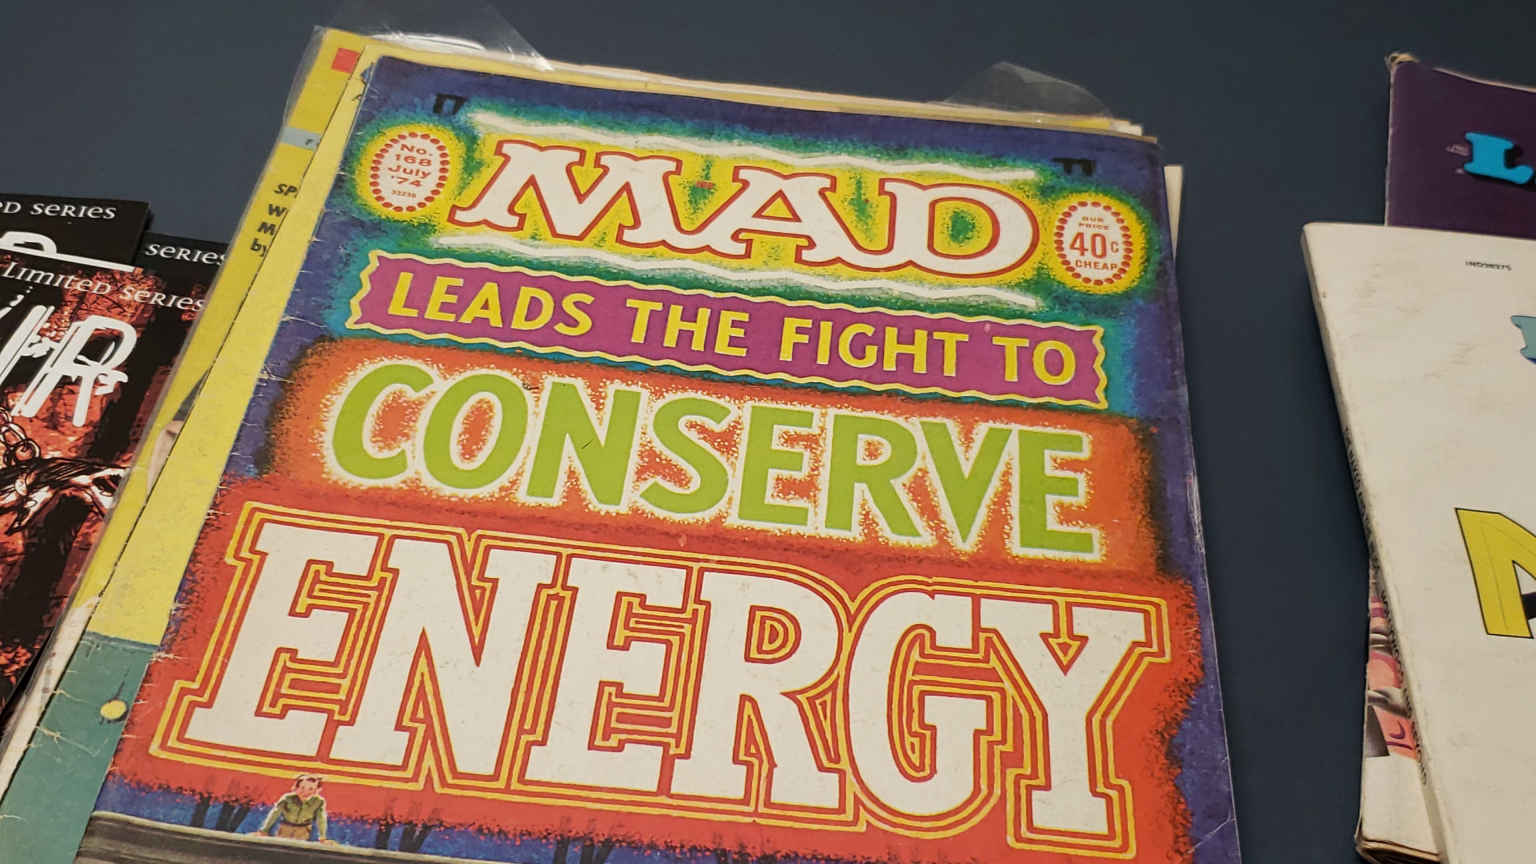 No.
168
July
'74
33236
MAD
OUR
PRICE
40¢
CHEAP
LEADS THE FIGHT TO
CONSERVE
ENERGY
SERIES
SERIES
LIMITED SERIES